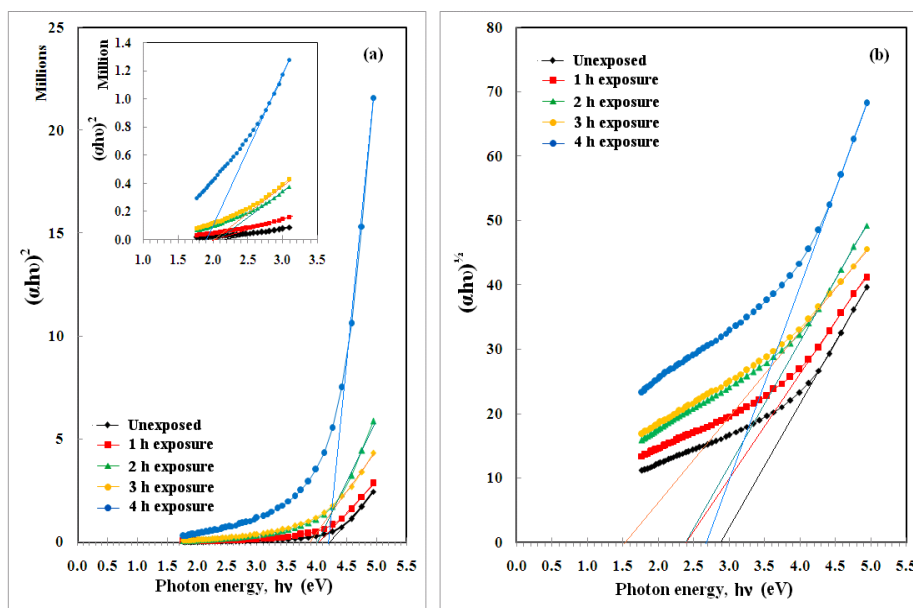 (a)
Millions
(αhυ)²
25
20
15
10
5
0
0.0 0.5 1.0 1.5 2.0 2.5 3.0 3.5 4.0 4.5 5.0 5.5
Photon energy, hν (eV)
Million
(αhυ)²
1.4
1.2
1.0
0.8
0.6
0.4
0.2
0.0
1.0 1.5 2.0 2.5 3.0 3.5
Unexposed
1 h exposure
2 h exposure
3 h exposure
4 h exposure
(b)
(αhυ)^½
80
70
60
50
40
30
20
10
0
0.0 0.5 1.0 1.5 2.0 2.5 3.0 3.5 4.0 4.5 5.0 5.5
Photon energy, hν (eV)
Unexposed
1 h exposure
2 h exposure
3 h exposure
4 h exposure